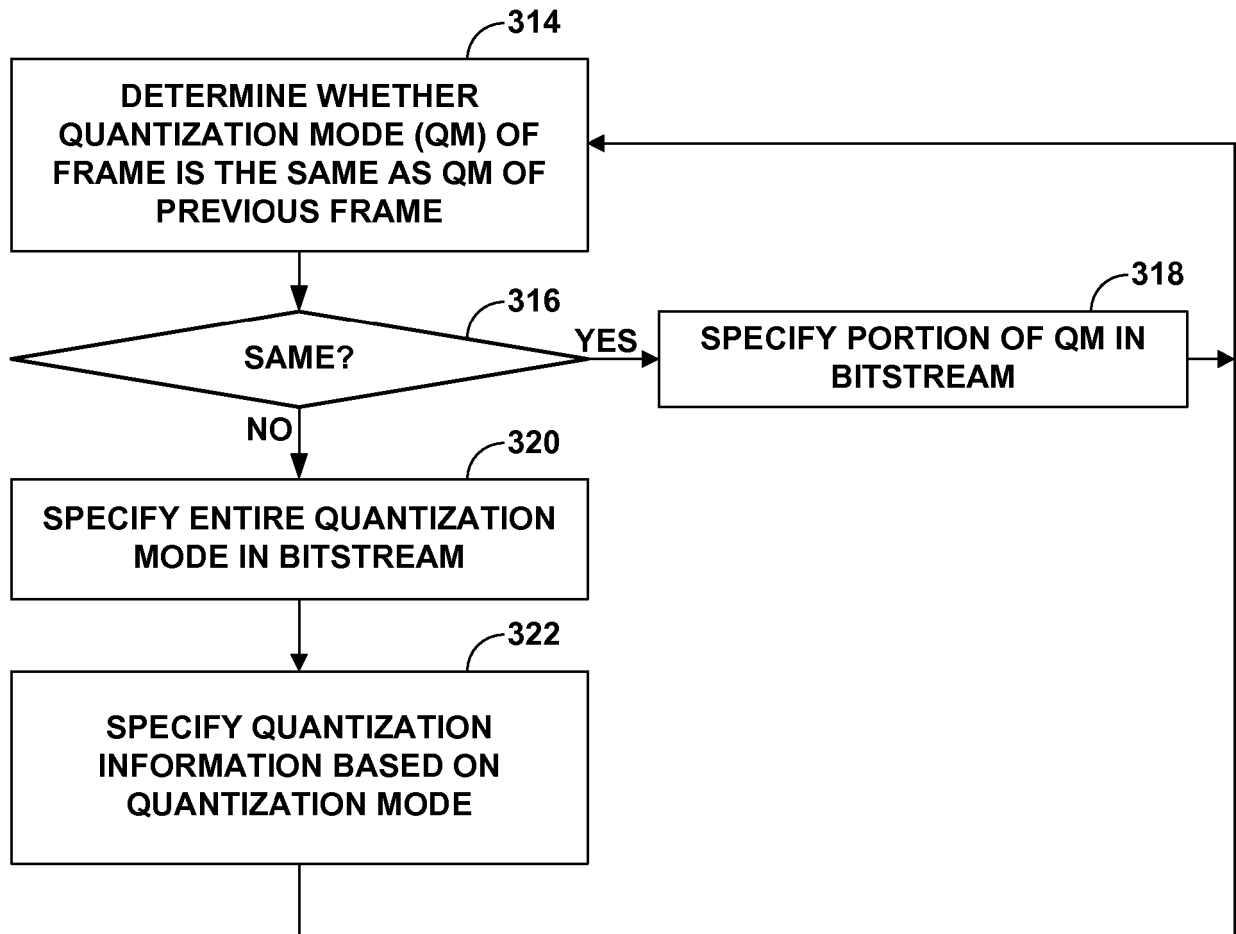 314
DETERMINE WHETHER
QUANTIZATION MODE (QM) OF
FRAME IS THE SAME AS QM OF
PREVIOUS FRAME
316
SAME?
YES
318
SPECIFY PORTION OF QM IN
BITSTREAM
NO
320
SPECIFY ENTIRE QUANTIZATION
MODE IN BITSTREAM
322
SPECIFY QUANTIZATION
INFORMATION BASED ON
QUANTIZATION MODE